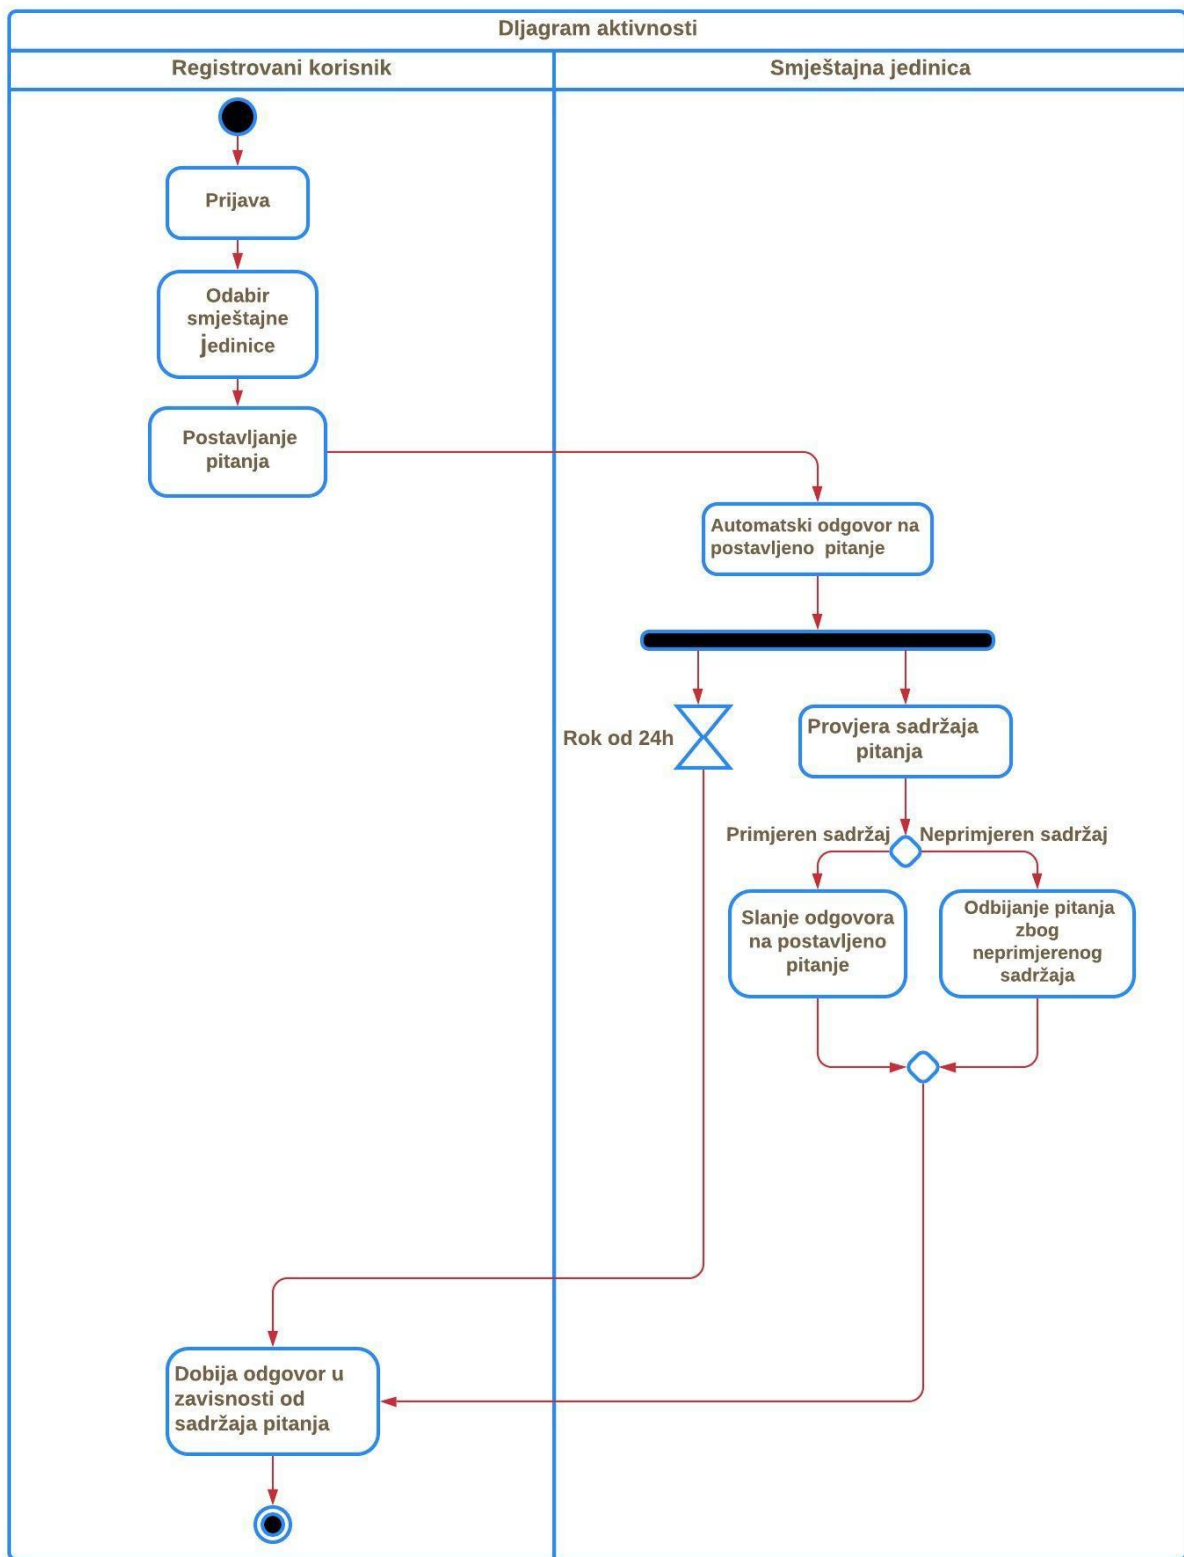 DIjagram aktivnosti
Registrovani korisnik
Smještajna jedinica
Prijava
Odabir
smještajne
jedinice
Postavljanje
pitanja
Automatski odgovor na
postavljeno pitanje
Rok od 24h
Provjera sadržaja
pitanja
Primjeren sadržaj
Neprimjeren sadržaj
Slanje odgovora
na postavljeno
pitanje
Odbijanje pitanja
zbog
neprimjerenog
sadržaja
Dobija odgovor u
zavisnosti od
sadržaja pitanja